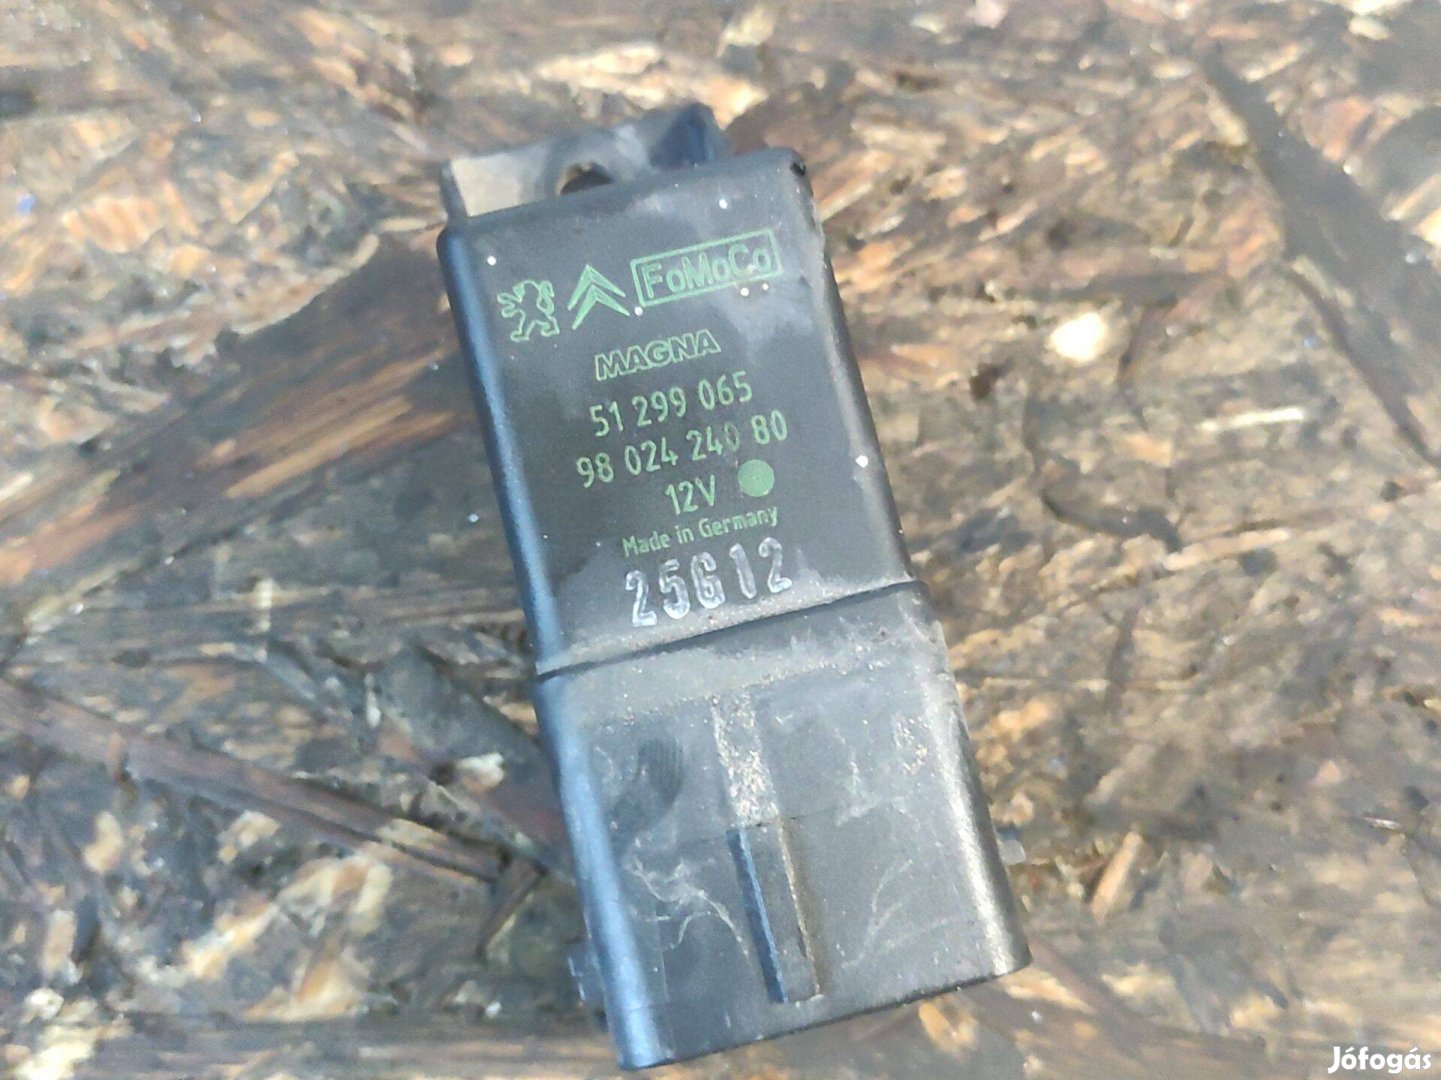 FoMoCo
MAGNA
51 299 065
98 024 240 80
12V
Made in Germany
25G12
Jófogás